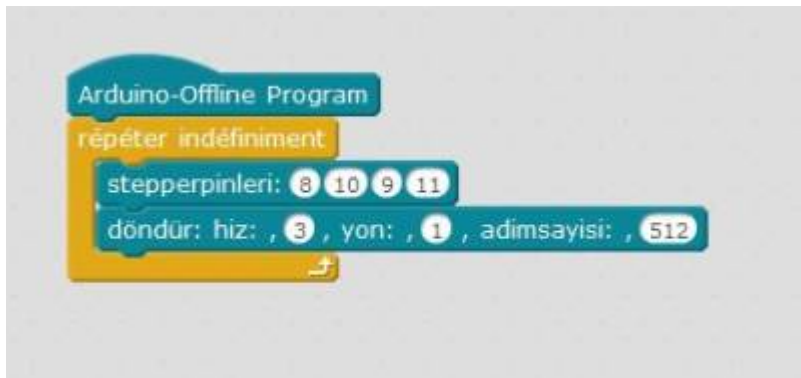 Arduino-Offline Program
répéter indéfiniment
stepperpinleri: 8 10 9 11
döndür: hiz: , 3 , yon: , 1 , adimsayisi: , 512